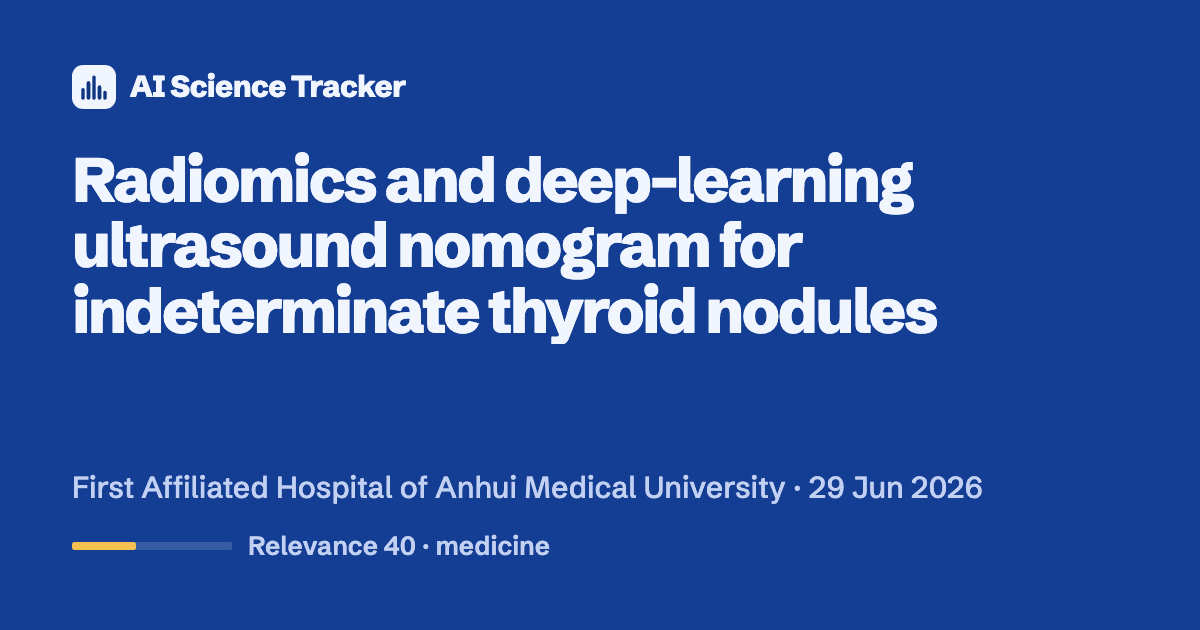 AI Science Tracker
Radiomics and deep-learning
ultrasound nomogram for
indeterminate thyroid nodules
First Affiliated Hospital of Anhui Medical University · 29 Jun 2026
Relevance 40 · medicine